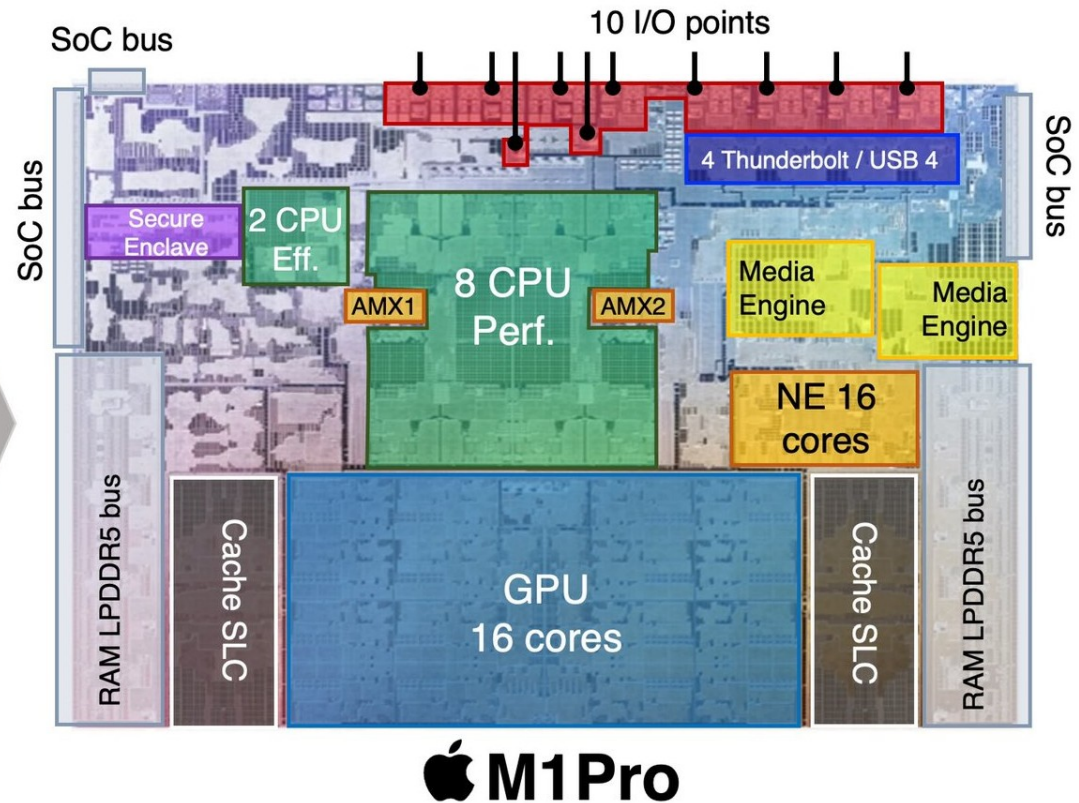 10 I/O points
SoC bus
SoC bus
SoC bus
4 Thunderbolt / USB 4
Secure
Enclave
2 CPU
Eff.
8 CPU
Perf.
AMX1
AMX2
Media
Engine
Media
Engine
NE 16
cores
RAM LPDDR5 bus
Cache SLC
GPU
16 cores
Cache SLC
RAM LPDDR5 bus
M1Pro